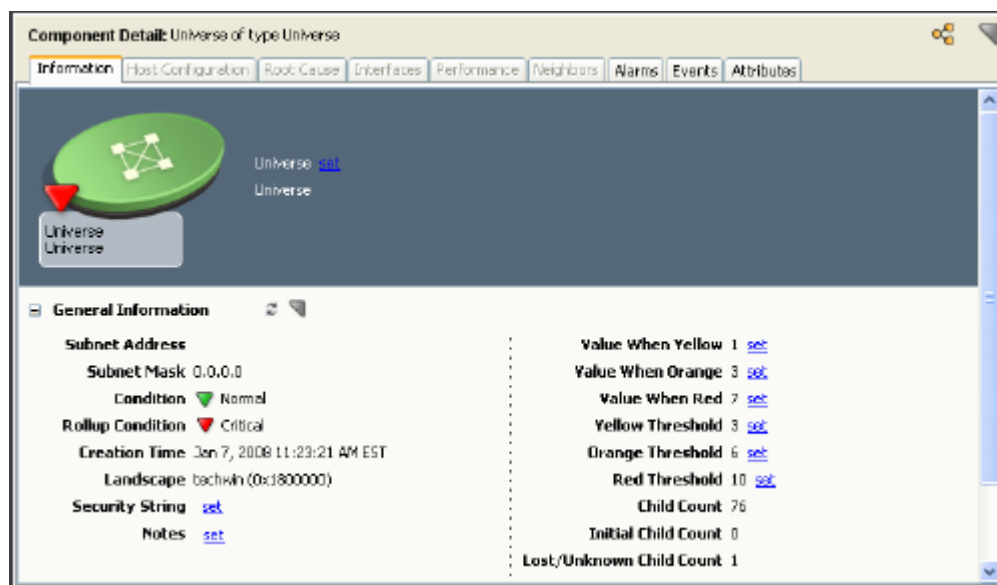 Component Detail: Universe of type Universe
Information Host Configuration Root Cause Interfaces Performance Neighbors Alarms Events Attributes
Universe set
Universe
Universe
Universe
General Information
Subnet Address
Subnet Mask 0.0.0.0
Condition Normal
Rollup Condition Critical
Creation Time Jan 7, 2008 11:23:21 AM EST
Landscape techwin (0x1800000)
Security String set
Notes set
Value When Yellow 1 set
Value When Orange 3 set
Value When Red 7 set
Yellow Threshold 3 set
Orange Threshold 6 set
Red Threshold 10 set
Child Count 76
Initial Child Count 0
Lost/Unknown Child Count 1